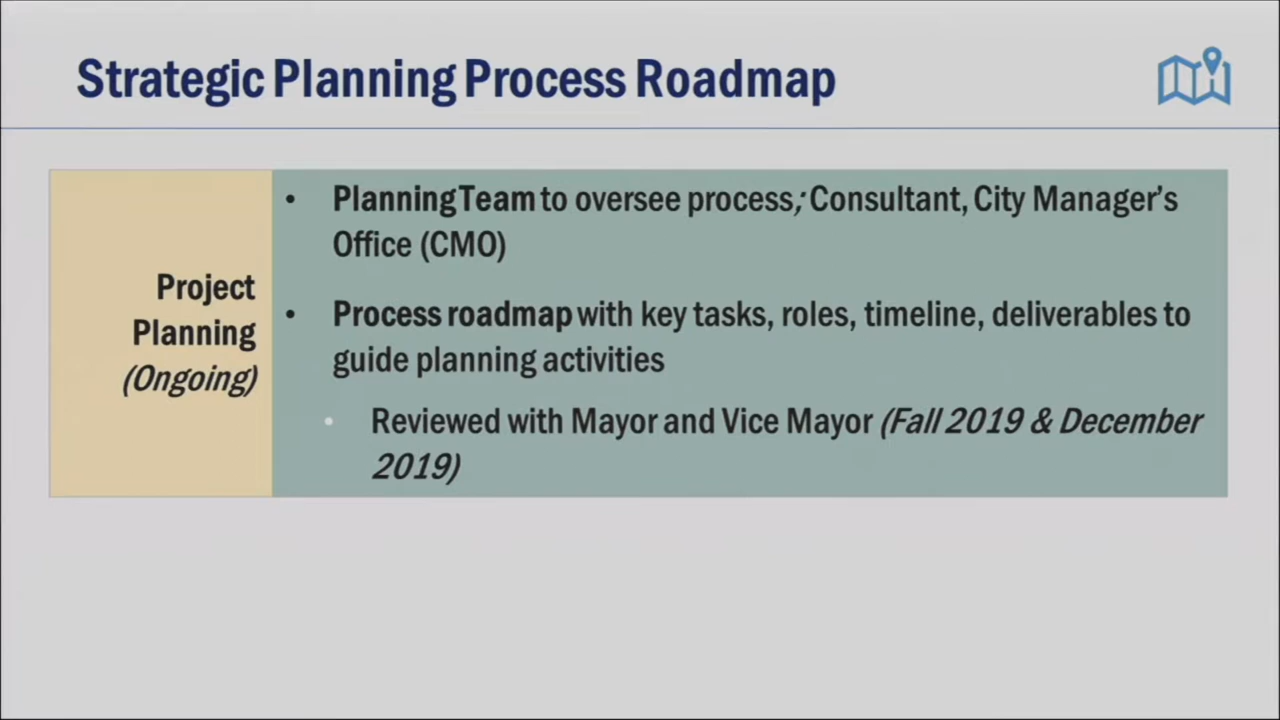 Strategic Planning Process Roadmap
Project
Planning
(Ongoing)
• Planning Team to oversee process; Consultant, City Manager's
Office (CMO)
• Process roadmap with key tasks, roles, timeline, deliverables to
guide planning activities
• Reviewed with Mayor and Vice Mayor (Fall 2019 & December
2019)